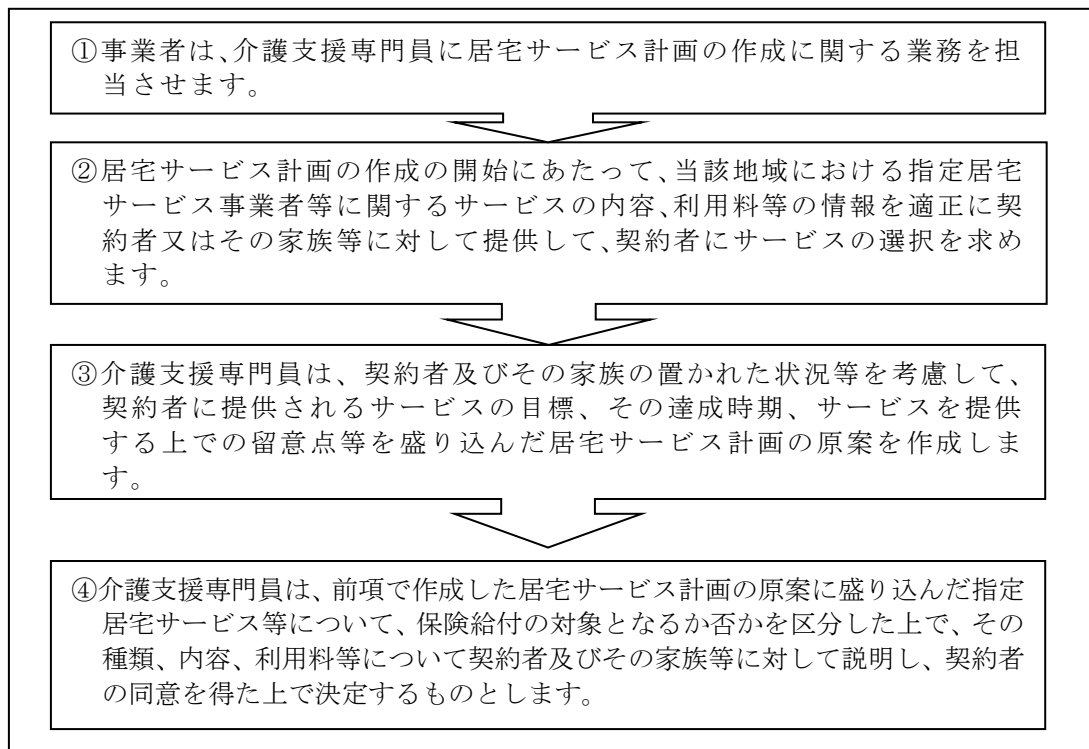 ①事業者は、介護支援専門員に居宅サービス計画の作成に関する業務を担
当させます。
②居宅サービス計画の作成の開始にあたって、当該地域における指定居宅
サービス事業者等に関するサービスの内容、利用料等の情報を適正に契
約者又はその家族等に対して提供して、契約者にサービスの選択を求め
ます。
③介護支援専門員は、契約者及びその家族の置かれた状況等を考慮して、
契約者に提供されるサービスの目標、その達成時期、サービスを提供
する上での留意点等を盛り込んだ居宅サービス計画の原案を作成しま
す。
④介護支援専門員は、前項で作成した居宅サービス計画の原案に盛り込んだ指定
居宅サービス等について、保険給付の対象となるか否かを区分した上で、その
種類、内容、利用料等について契約者及びその家族等に対して説明し、契約者
の同意を得た上で決定するものとします。